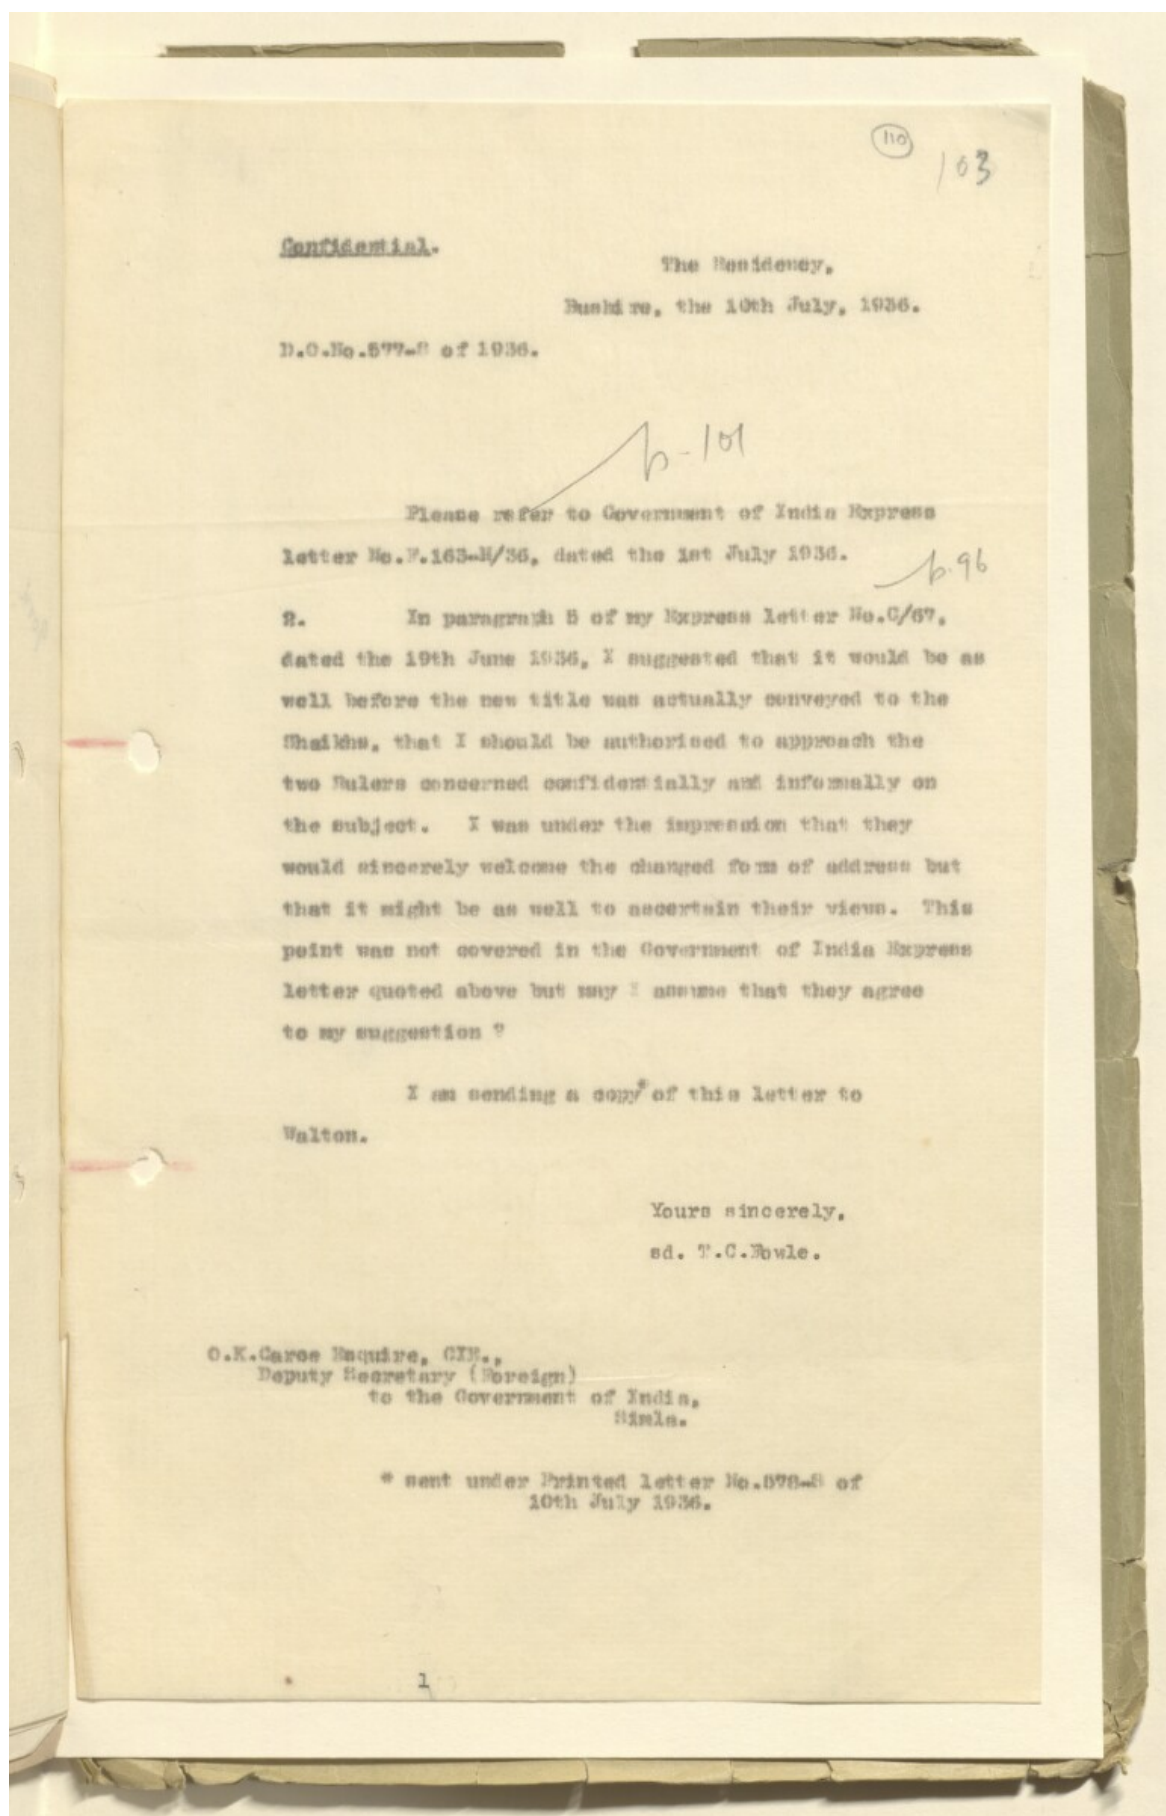 110
103
Confidential.
The Residency,
Bushire, the 10th July, 1936.
D.O.No.577-S of 1936.
p-101
Please refer to Government of India Express
letter No.F.163-N/36, dated the 1st July 1936.
p.96
2. In paragraph 5 of my Express letter No.C/67,
dated the 19th June 1936, I suggested that it would be as
well before the new title was actually conveyed to the
Shaikhs, that I should be authorised to approach the
two Rulers concerned confidentially and informally on
the subject. I was under the impression that they
would sincerely welcome the changed form of address but
that it might be as well to ascertain their views. This
point was not covered in the Government of India Express
letter quoted above but may I assume that they agree
to my suggestion ?
I am sending a copy* of this letter to
Walton.
Yours sincerely,
sd. T.C.Fowle.
O.K.Caroe Esquire, CIE.,
Deputy Secretary (Foreign)
to the Government of India,
Simla.
* sent under Printed letter No.578-S of
10th July 1936.
1